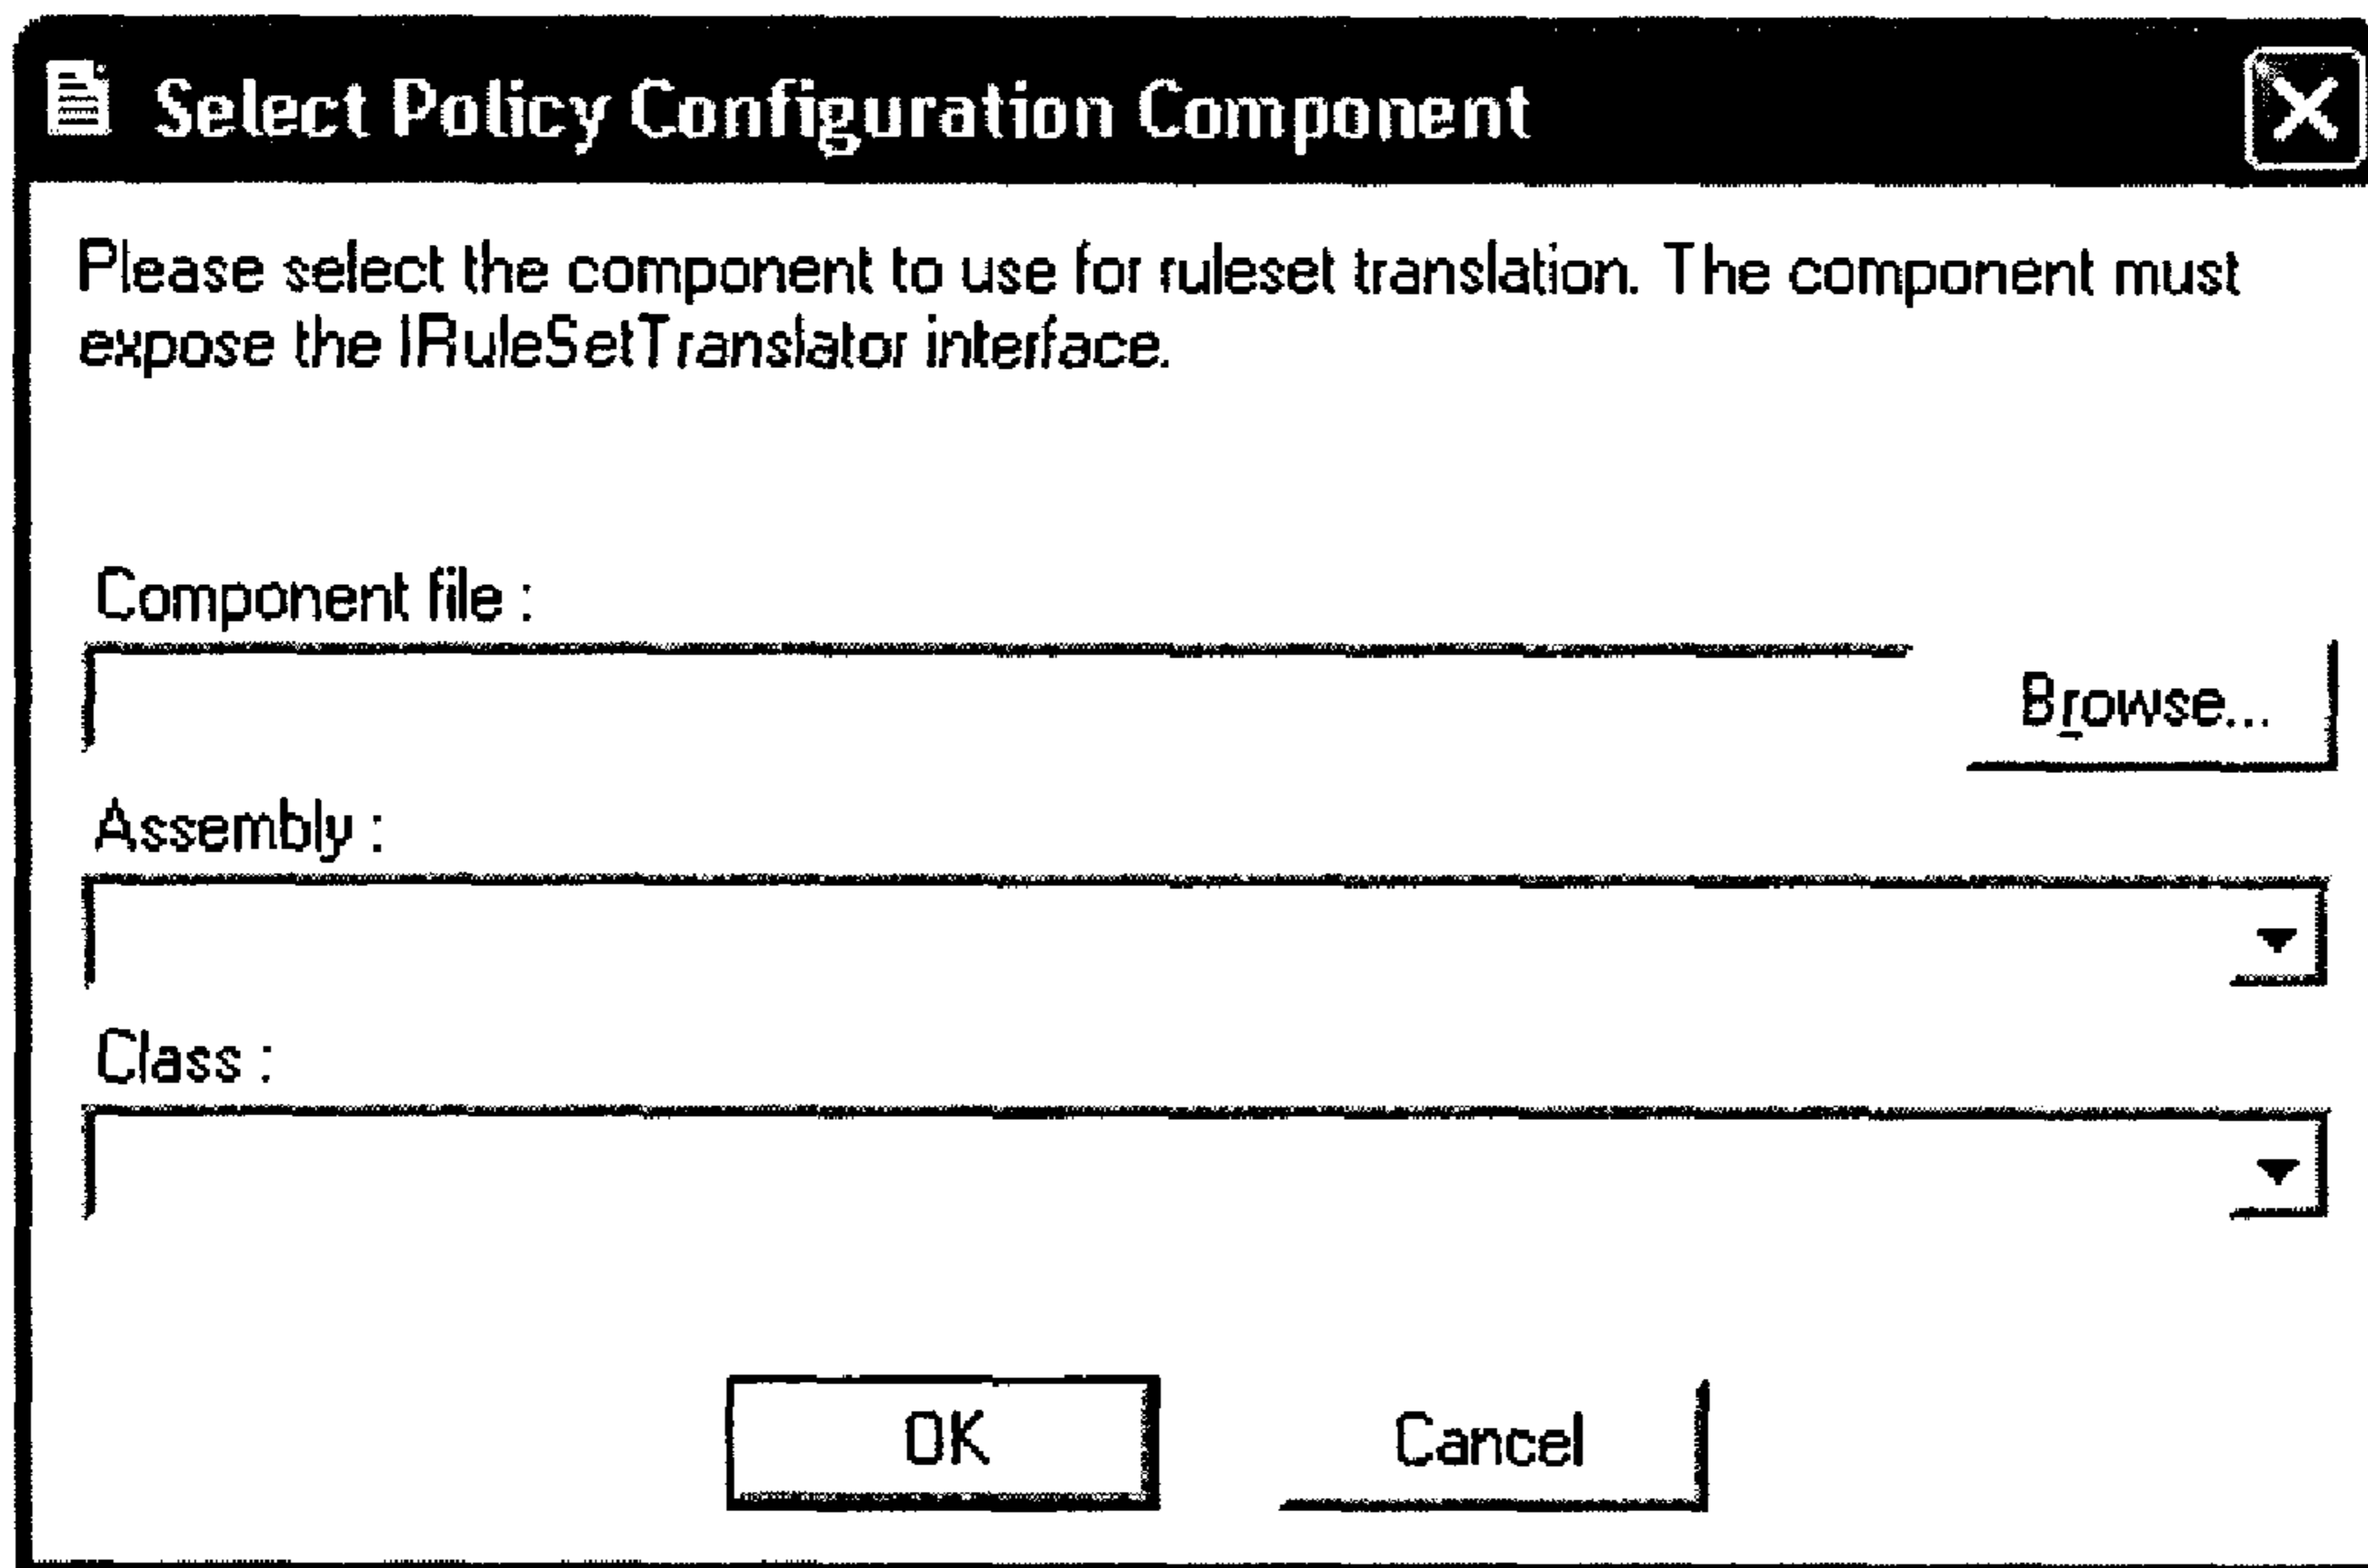 Select Policy Configuration Component
Please select the component to use for ruleset translation. The component must
expose the IRuleSetTranslator interface.
Component file :
Browse...
Assembly :
Class :
OK
Cancel